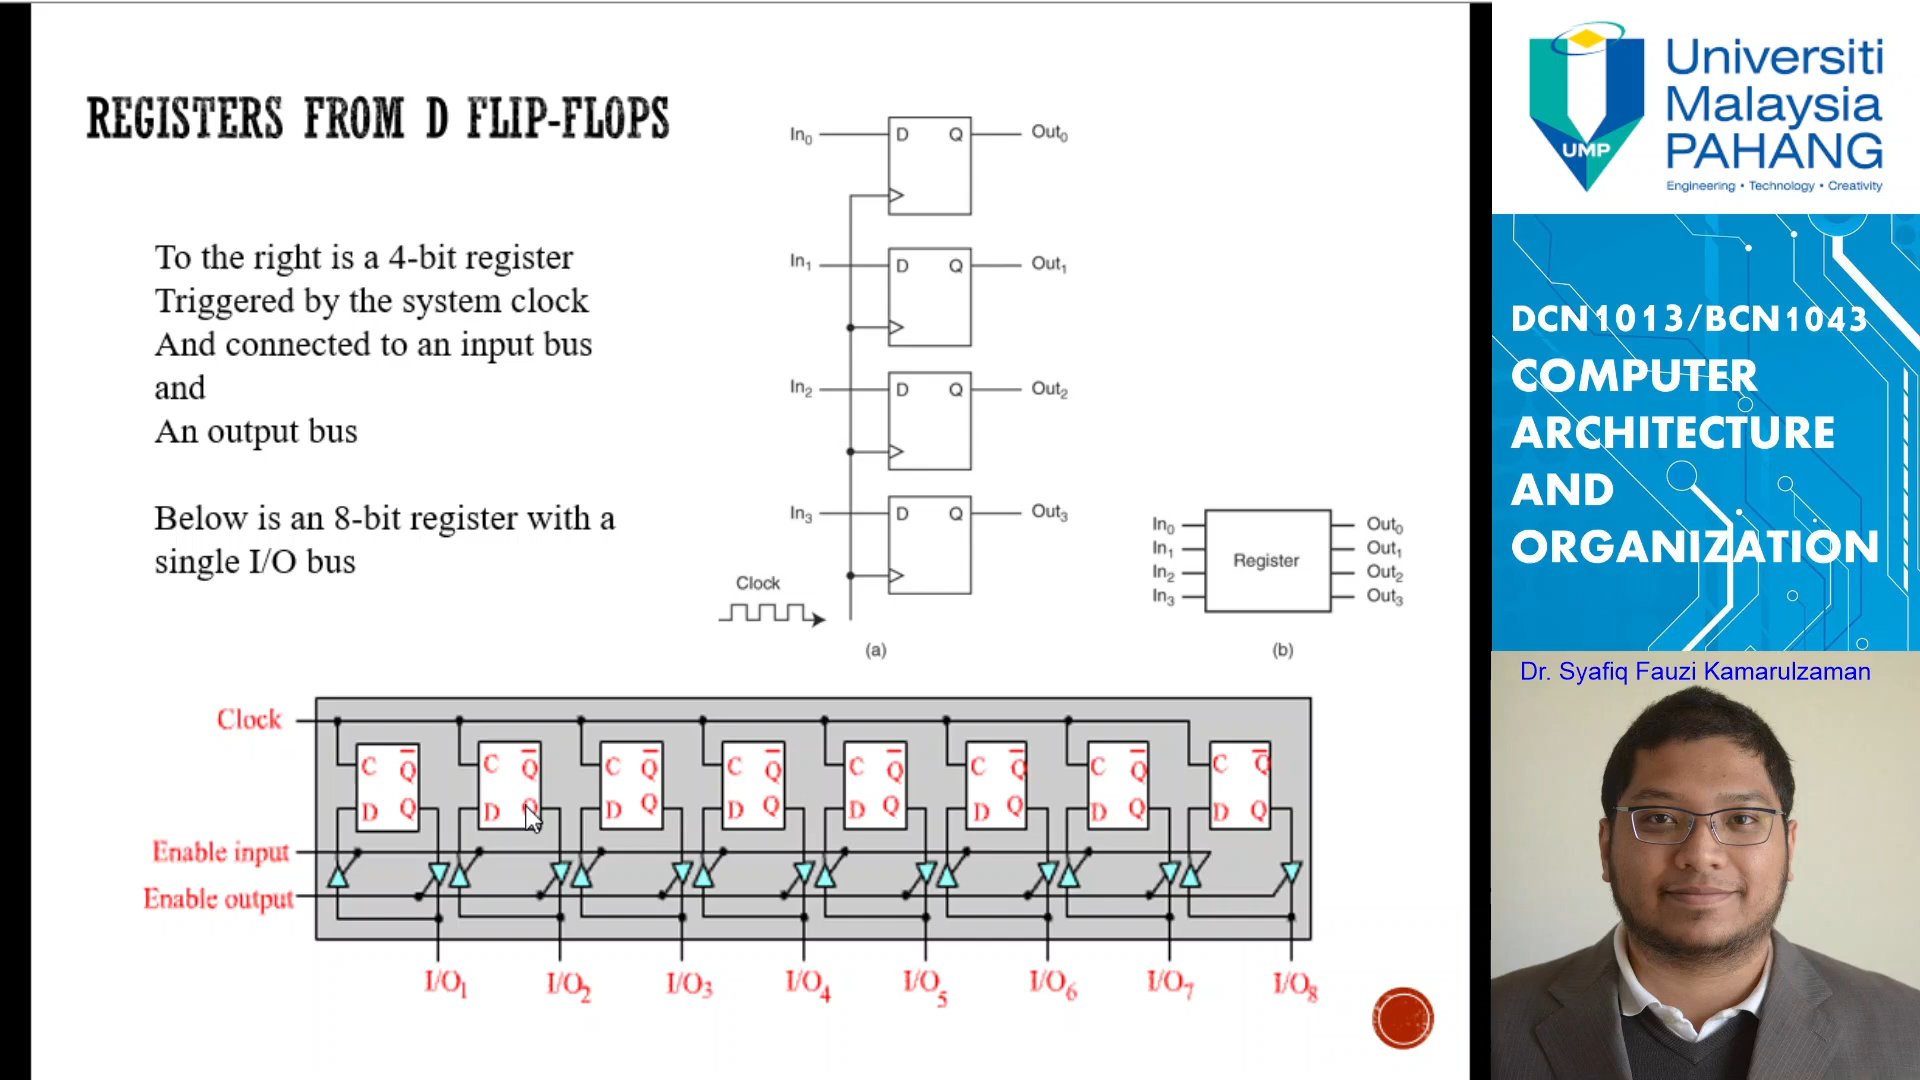 REGISTERS FROM D FLIP-FLOPS
To the right is a 4-bit register
Triggered by the system clock
And connected to an input bus
and
An output bus
Below is an 8-bit register with a
single I/O bus
In0 D Q Out0
In1 D Q Out1
In2 D Q Out2
In3 D Q Out3
Clock
(a)
In0 Out0
In1 Out1
In2 Out2
In3 Out3
Register
(b)
Clock
C Q C Q C Q C Q C Q C Q C Q C Q
D Q D Q D Q D Q D Q D Q D Q D Q
Enable input
Enable output
I/O1 I/O2 I/O3 I/O4 I/O5 I/O6 I/O7 I/O8
UMP
Universiti
Malaysia
PAHANG
Engineering • Technology • Creativity
DCN1013/BCN1043
COMPUTER
ARCHITECTURE
AND
ORGANIZATION
Dr. Syafiq Fauzi Kamarulzaman